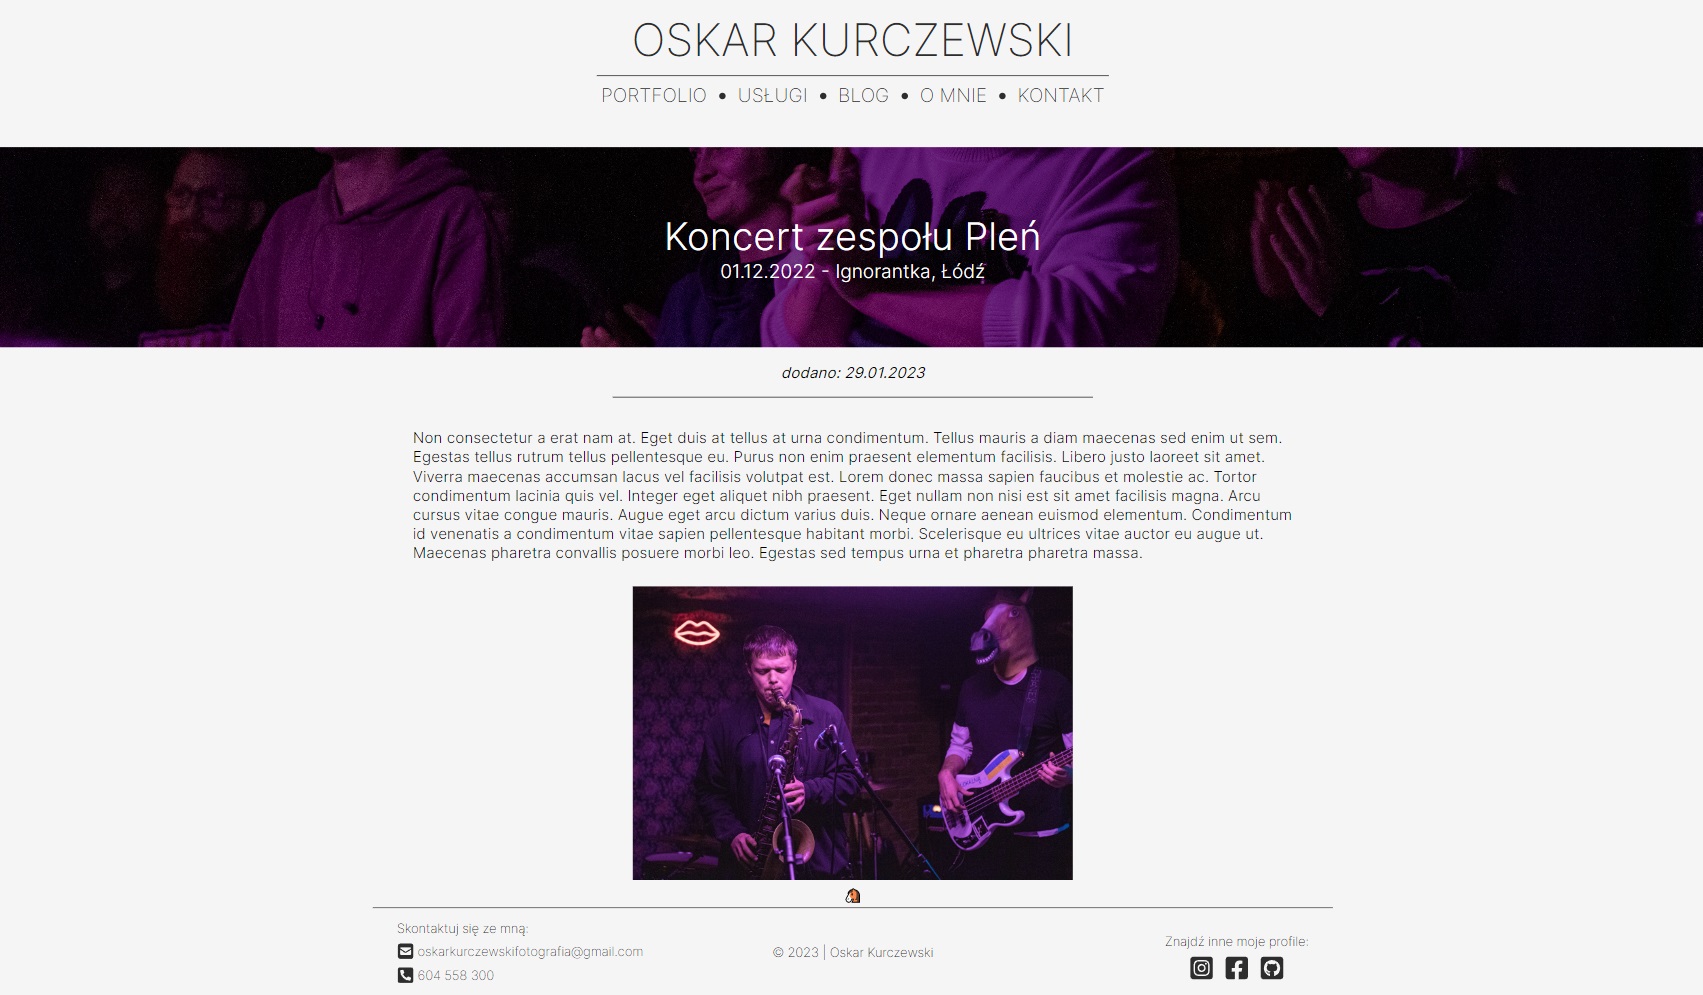 OSKAR KURCZEWSKI
PORTFOLIO • USŁUGI • BLOG • O MNIE • KONTAKT
Koncert zespołu Pleń
01.12.2022 - Ignorantka, Łódź
dodano: 29.01.2023
Non consectetur a erat nam at. Eget duis at tellus at urna condimentum. Tellus mauris a diam maecenas sed enim ut sem.
Egestas tellus rutrum tellus pellentesque eu. Purus non enim praesent elementum facilisis. Libero justo laoreet sit amet.
Viverra maecenas accumsan lacus vel facilisis volutpat est. Lorem donec massa sapien faucibus et molestie ac. Tortor
condimentum lacinia quis vel. Integer eget aliquet nibh praesent. Eget nullam non nisi est sit amet facilisis magna. Arcu
cursus vitae congue mauris. Augue eget arcu dictum varius duis. Neque ornare aenean euismod elementum. Condimentum
id venenatis a condimentum vitae sapien pellentesque habitant morbi. Scelerisque eu ultrices vitae auctor eu augue ut.
Maecenas pharetra convallis posuere morbi leo. Egestas sed tempus urna et pharetra pharetra massa.
Skontaktuj się ze mną:
oskarkurczewskifotografia@gmail.com
604 558 300
© 2023 | Oskar Kurczewski
Znajdź inne moje profile: